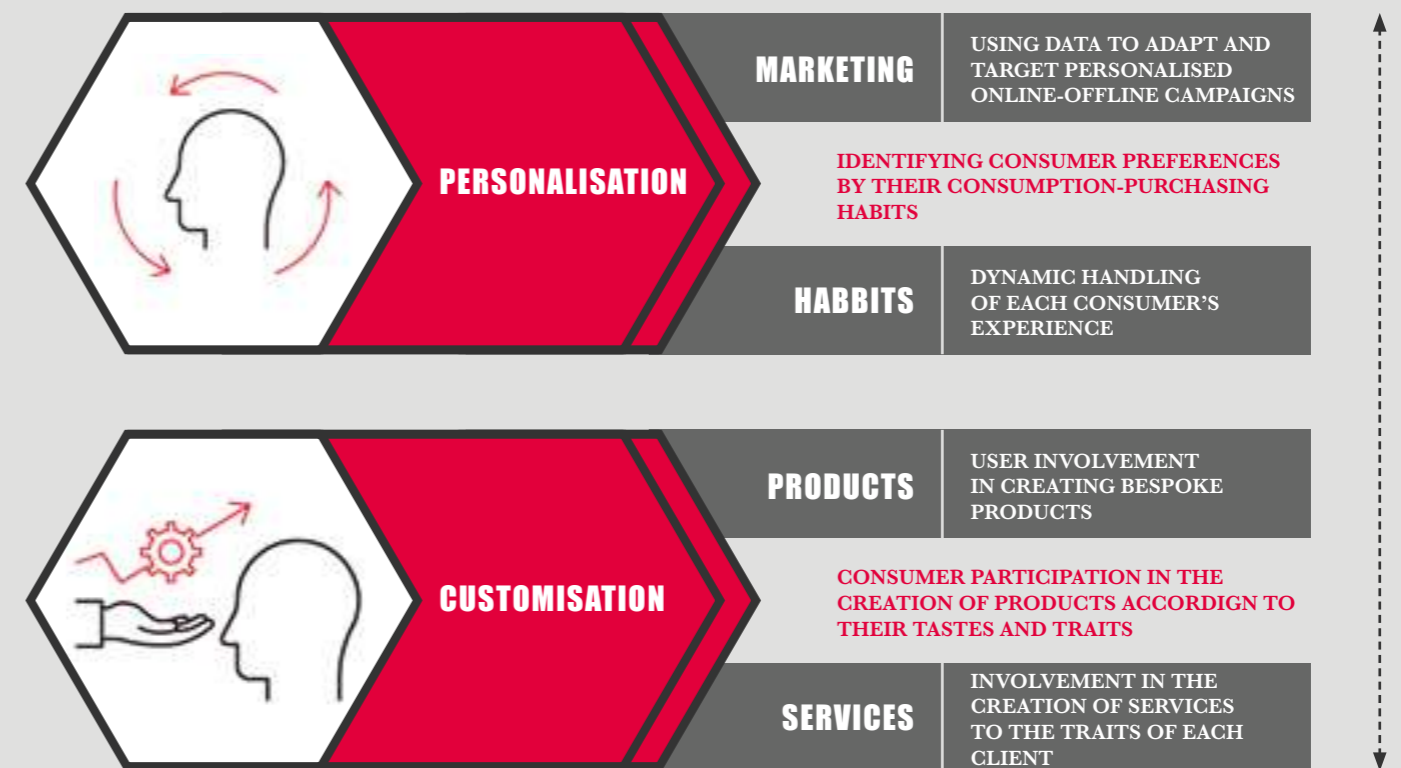 PERSONALISATION
MARKETING
USING DATA TO ADAPT AND
TARGET PERSONALISED
ONLINE-OFFLINE CAMPAIGNS
IDENTIFYING CONSUMER PREFERENCES
BY THEIR CONSUMPTION-PURCHASING
HABITS
HABBITS
DYNAMIC HANDLING
OF EACH CONSUMER’S
EXPERIENCE
CUSTOMISATION
PRODUCTS
USER INVOLVEMENT
IN CREATING BESPOKE
PRODUCTS
CONSUMER PARTICIPATION IN THE
CREATION OF PRODUCTS ACCORDIGN TO
THEIR TASTES AND TRAITS
SERVICES
INVOLVEMENT IN THE
CREATION OF SERVICES
TO THE TRAITS OF EACH
CLIENT